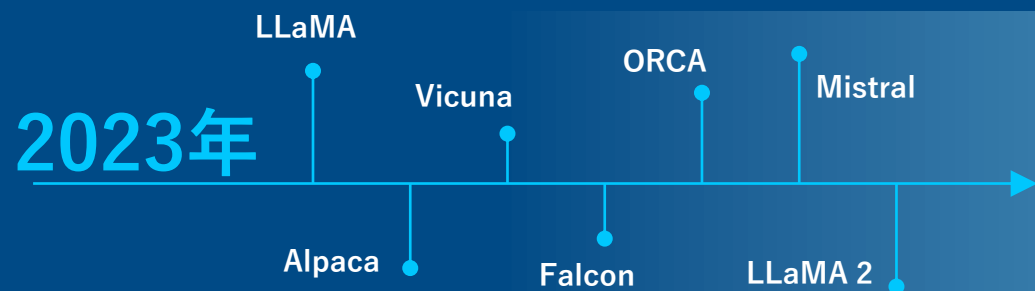 LLaMA
ORCA
Mistral
Vicuna
2023年
Alpaca
Falcon
LLaMA 2